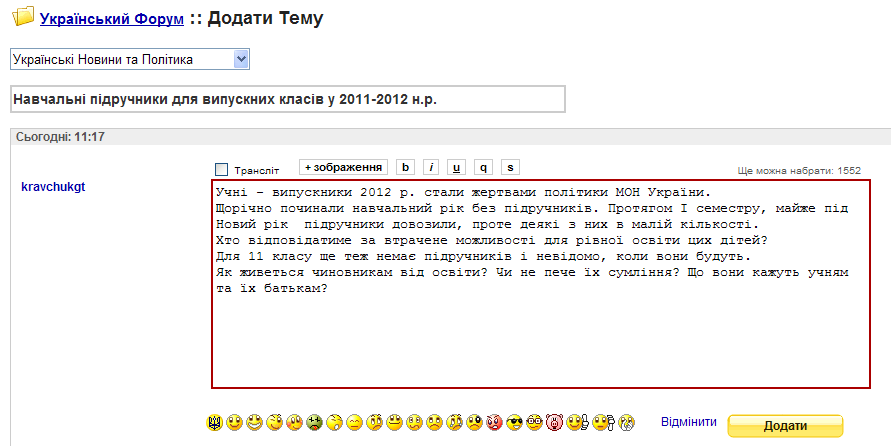 Український Форум :: Додати Тему
Українські Новини та Політика
Навчальні підручники для випускних класів у 2011-2012 н.р.
Сьогодні: 11:17
kravchukgt
Трансліт + зображення b i u q s Ще можна набрати: 1552
Учні – випускники 2012 р. стали жертвами політики МОН України.
Щорічно починали навчальний рік без підручників. Протягом І семестру, майже під
Новий рік  підручники довозили, проте деякі з них в малій кількості.
Хто відповідатиме за втрачене можливості для рівної освіти цих дітей?
Для 11 класу ще теж немає підручників і невідомо, коли вони будуть.
Як живеться чиновникам від освіти? Чи не пече їх сумління? Що вони кажуть учням
та їх батькам?
Відмінити Додати